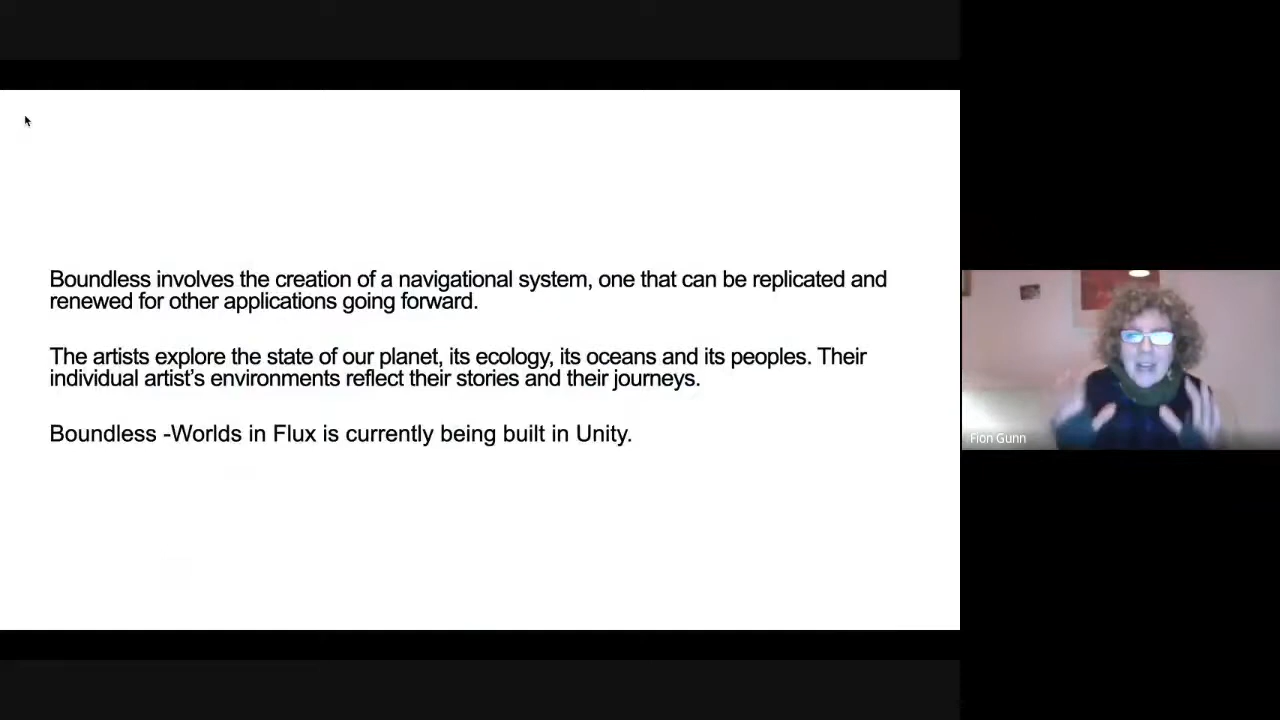 Boundless involves the creation of a navigational system, one that can be replicated and
renewed for other applications going forward.
The artists explore the state of our planet, its ecology, its oceans and its peoples. Their
individual artist's environments reflect their stories and their journeys.
Boundless -Worlds in Flux is currently being built in Unity.
Fion Gunn